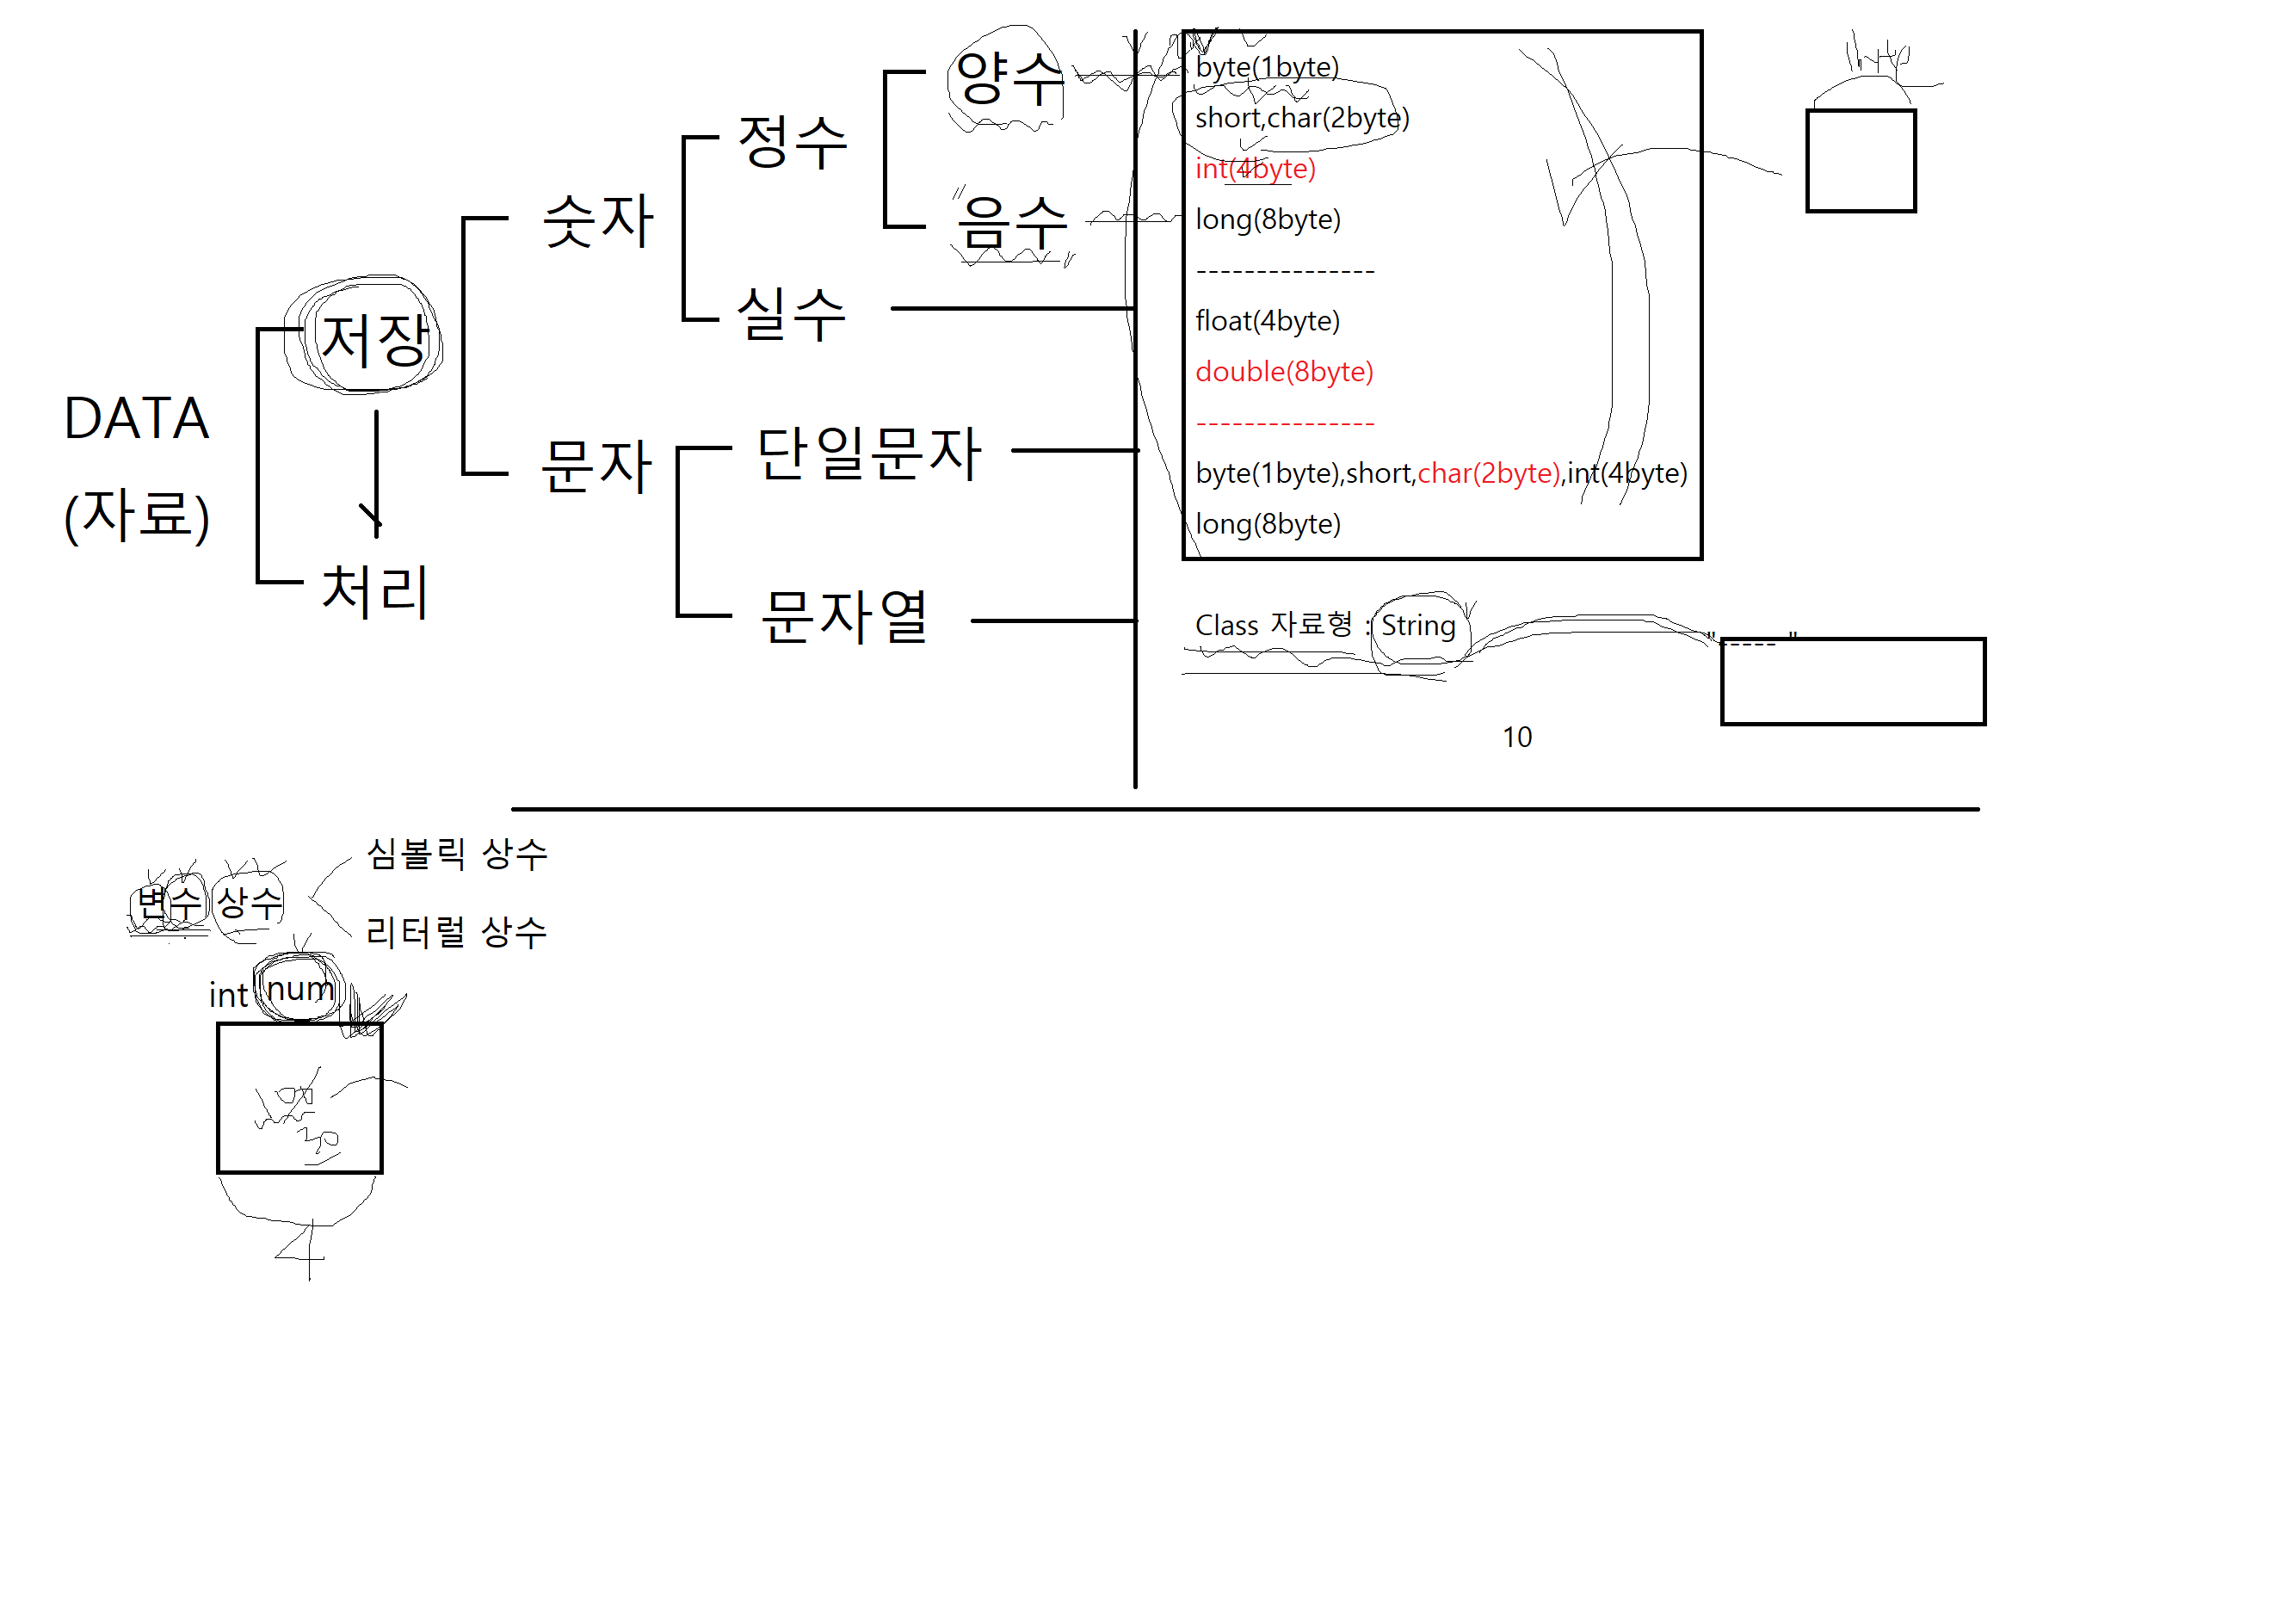 DATA
(자료)
저장
처리
숫자
문자
정수
실수
단일문자
문자열
양수
음수
byte(1byte)
short,char(2byte)
int(4byte)
long(8byte)
---------------
float(4byte)
double(8byte)
---------------
byte(1byte),short,char(2byte),int(4byte)
long(8byte)
Class 자료형 : String
"----- "
10
변수 상수
심볼릭 상수
리터럴 상수
int num
4